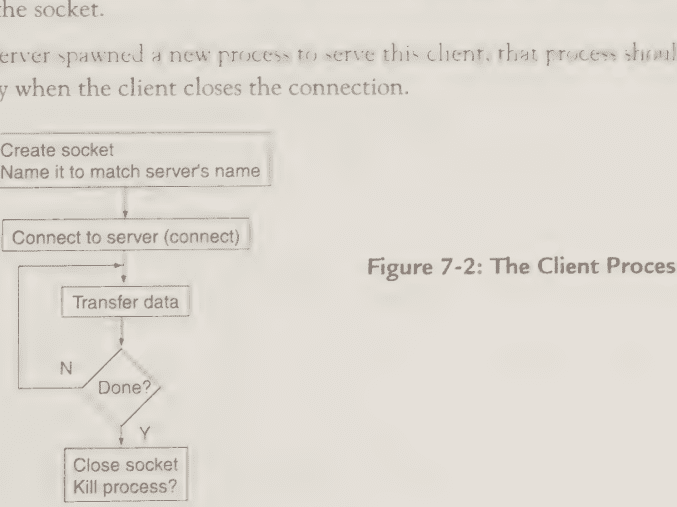 the socket.
erver spawned a new process to serve this client, that process shoul
y when the client closes the connection.
Create socket
Name it to match server's name
Connect to server (connect)
Figure 7-2: The Client Proces
Transfer data
N
Done?
Y
Close socket
Kill process?